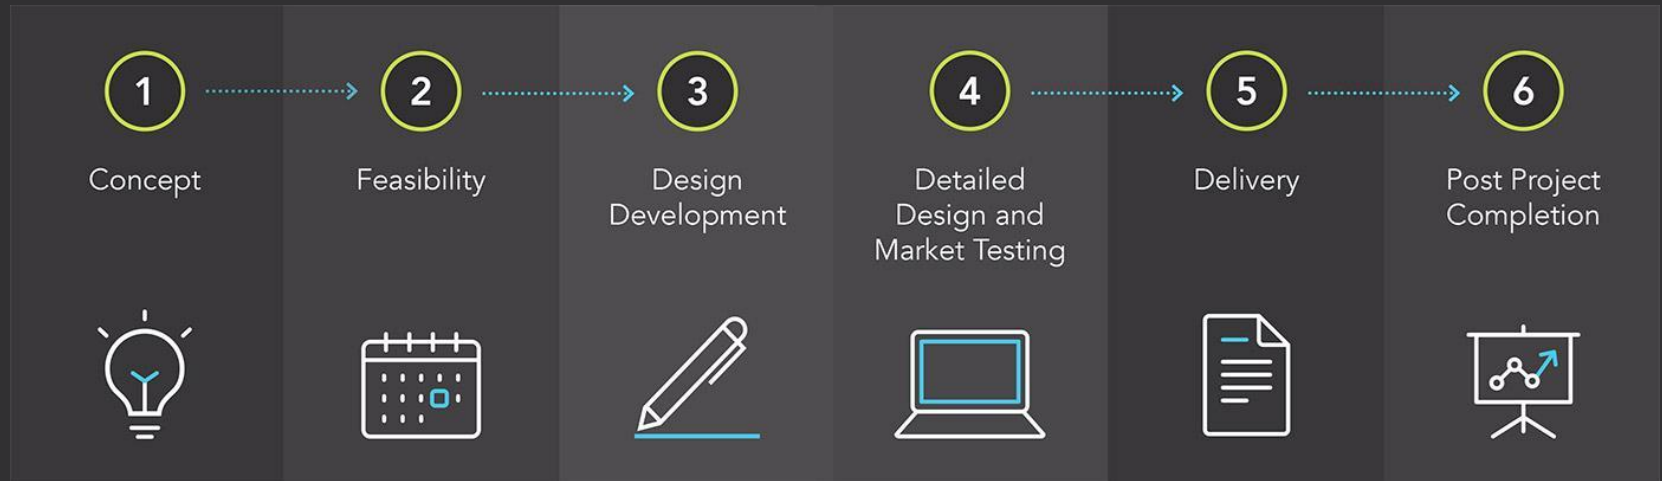 1
Concept
2
Feasibility
3
Design
Development
4
Detailed
Design and
Market Testing
5
Delivery
6
Post Project
Completion